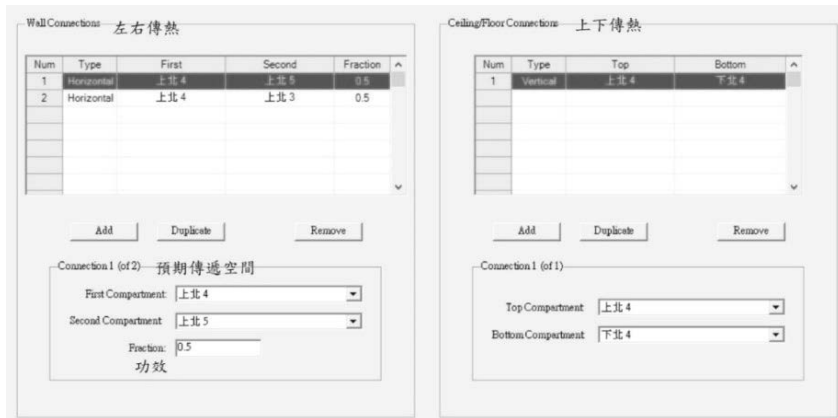 Wall Connections 左右傳熱
Num Type First Second Fraction
1 Horizontal 上北 4 上北 5 0.5
2 Horizontal 上北 4 上北 3 0.5
Add Duplicate Remove
Connection 1 (of 2) 預期傳遞空間
First Compartment: 上北 4
Second Compartment 上北 5
Fraction: 0.5
功效
Ceiling/Floor Connections 上下傳熱
Num Type Top Bottom
1 Vertical 上北 4 下北 4
Add Duplicate Remove
Connection 1 (of 1)
Top Compartment 上北 4
Bottom Compartment 下北 4